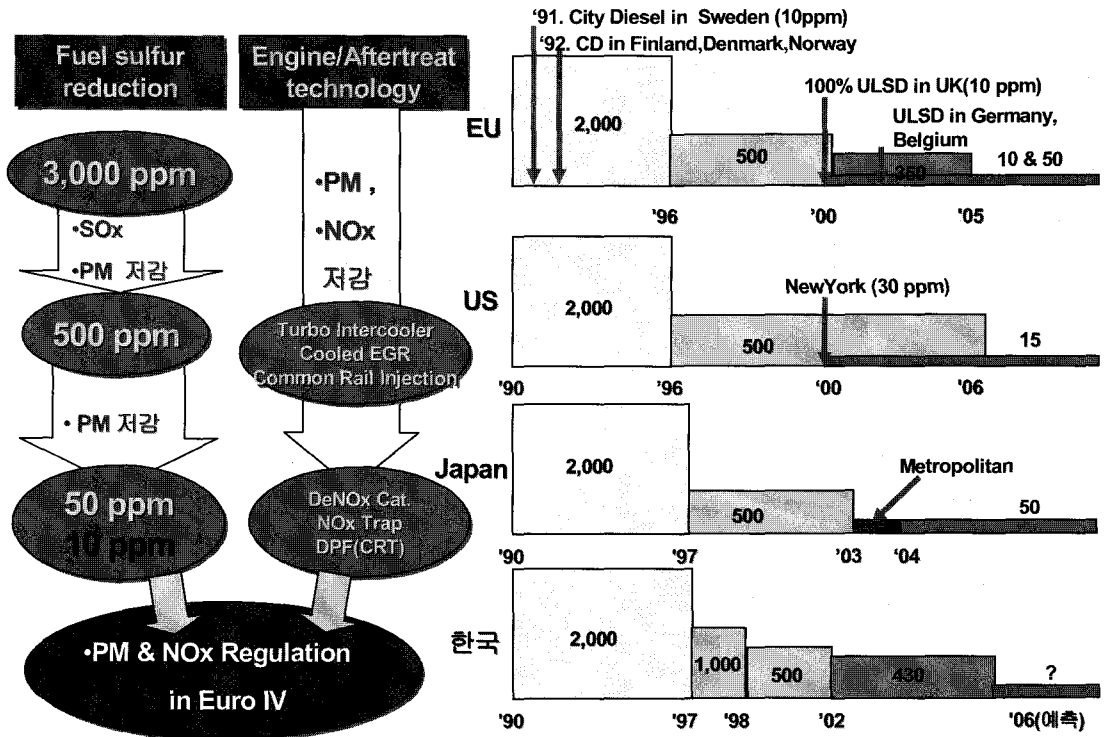 Fuel sulfur
reduction
3,000 ppm
•SOx
•PM 저감
500 ppm
• PM 저감
50 ppm
10 ppm
Engine/Aftertreat
technology
•PM ,
•NOx
저감
Turbo Intercooler
Cooled EGR
Common Rail Injection
DeNOx Cat.
NOx Trap
DPF(CRT)
•PM & NOx Regulation
in Euro IV
‘91. City Diesel in Sweden (10ppm)
‘92. CD in Finland,Denmark,Norway
100% ULSD in UK(10 ppm)
ULSD in Germany,
Belgium
EU
2,000
500
350
10 & 50
'96
'00
'05
US
2,000
NewYork (30 ppm)
500
15
'90
'96
'00
'06
Japan
2,000
Metropolitan
500
50
'90
'97
'03
'04
한국
2,000
1,000
500
430
?
'90
'97
'98
'02
'06(예측)